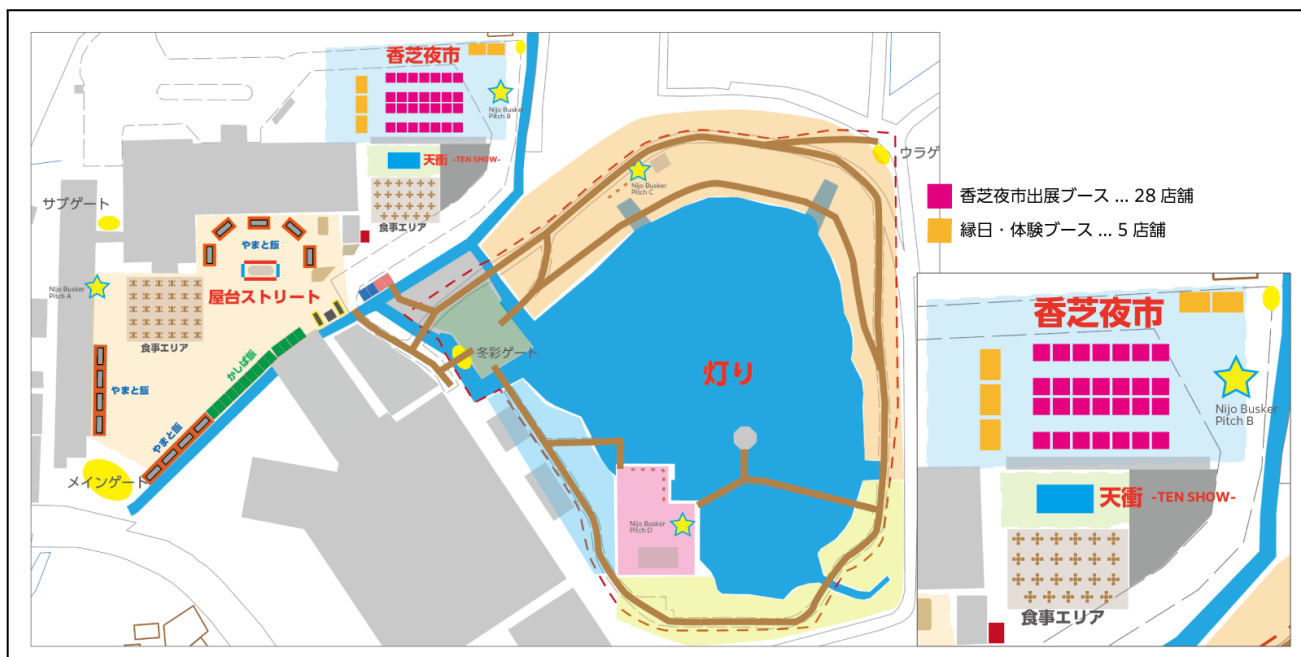 香芝夜市
Nijo Busker
Pitch B
天衝 -TEN SHOW-
食事エリア
サブゲート
やまと飯
屋台ストリート
Nijo Busker
Pitch A
食事エリア
かしば飯
やまと飯
やまと飯
メインゲート
Nijo Busker
Pitch C
ウラゲ
冬彩ゲート
灯り
Nijo Busker
Pitch D
香芝夜市出展ブース ... 28 店舗
縁日・体験ブース ... 5 店舗
香芝夜市
Nijo Busker
Pitch B
天衝 -TEN SHOW-
食事エリア